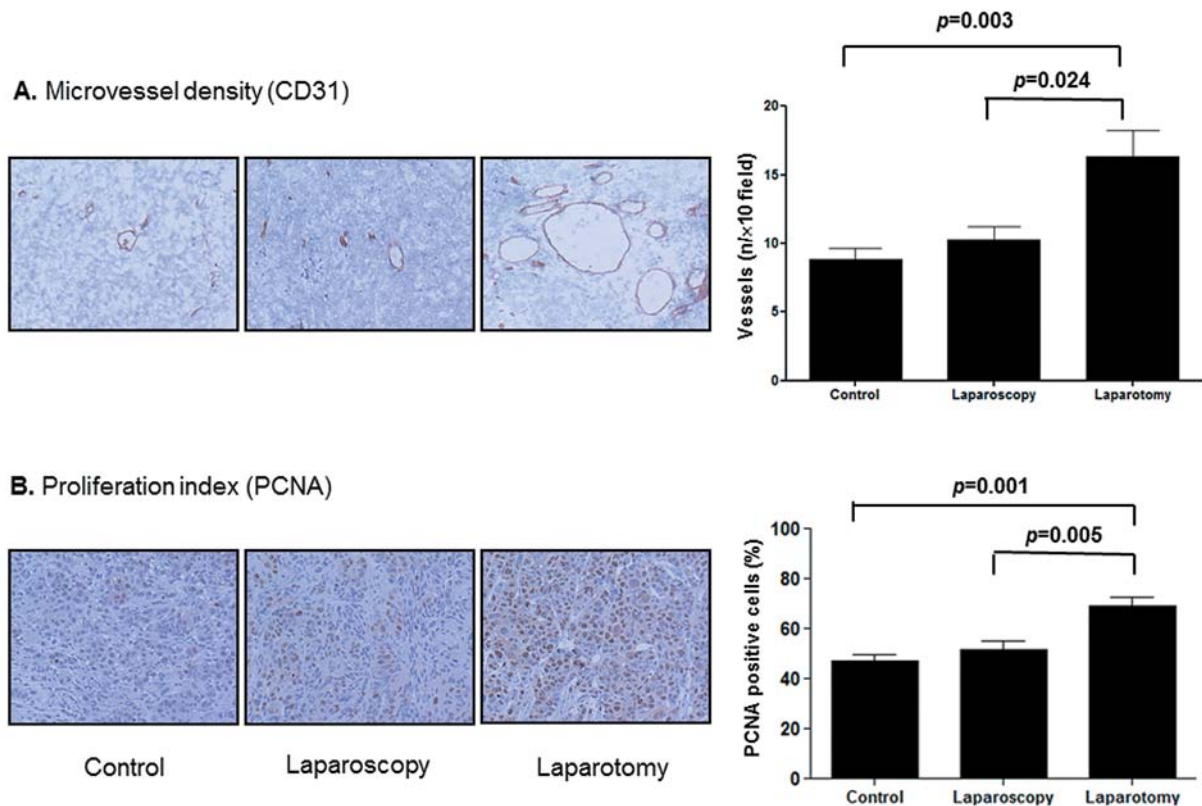 A. Microvessel density (CD31)
p=0.003
p=0.024
Vessels (n/×10 field)
20
15
10
5
0
Control Laparoscopy Laparotomy
B. Proliferation index (PCNA)
p=0.001
p=0.005
PCNA positive cells (%)
100
80
60
40
20
0
Control Laparoscopy Laparotomy
Control Laparoscopy Laparotomy